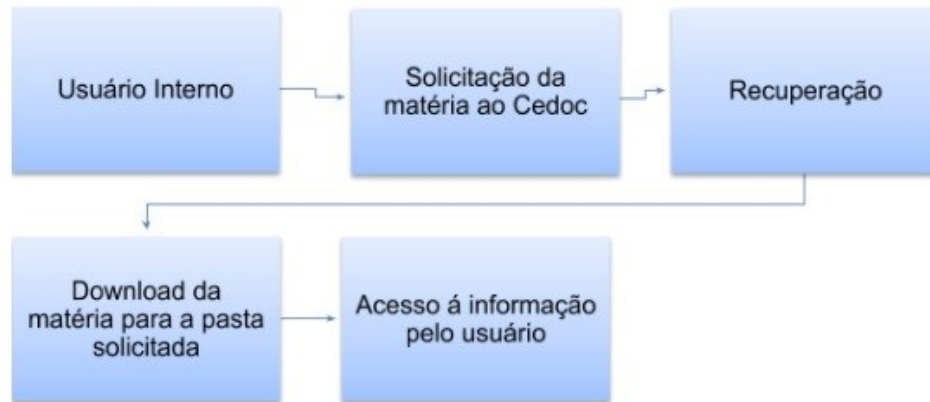 Usuário Interno
Solicitação da
matéria ao Cedoc
Recuperação
Download da
matéria para a pasta
solicitada
Acesso á informação
pelo usuário